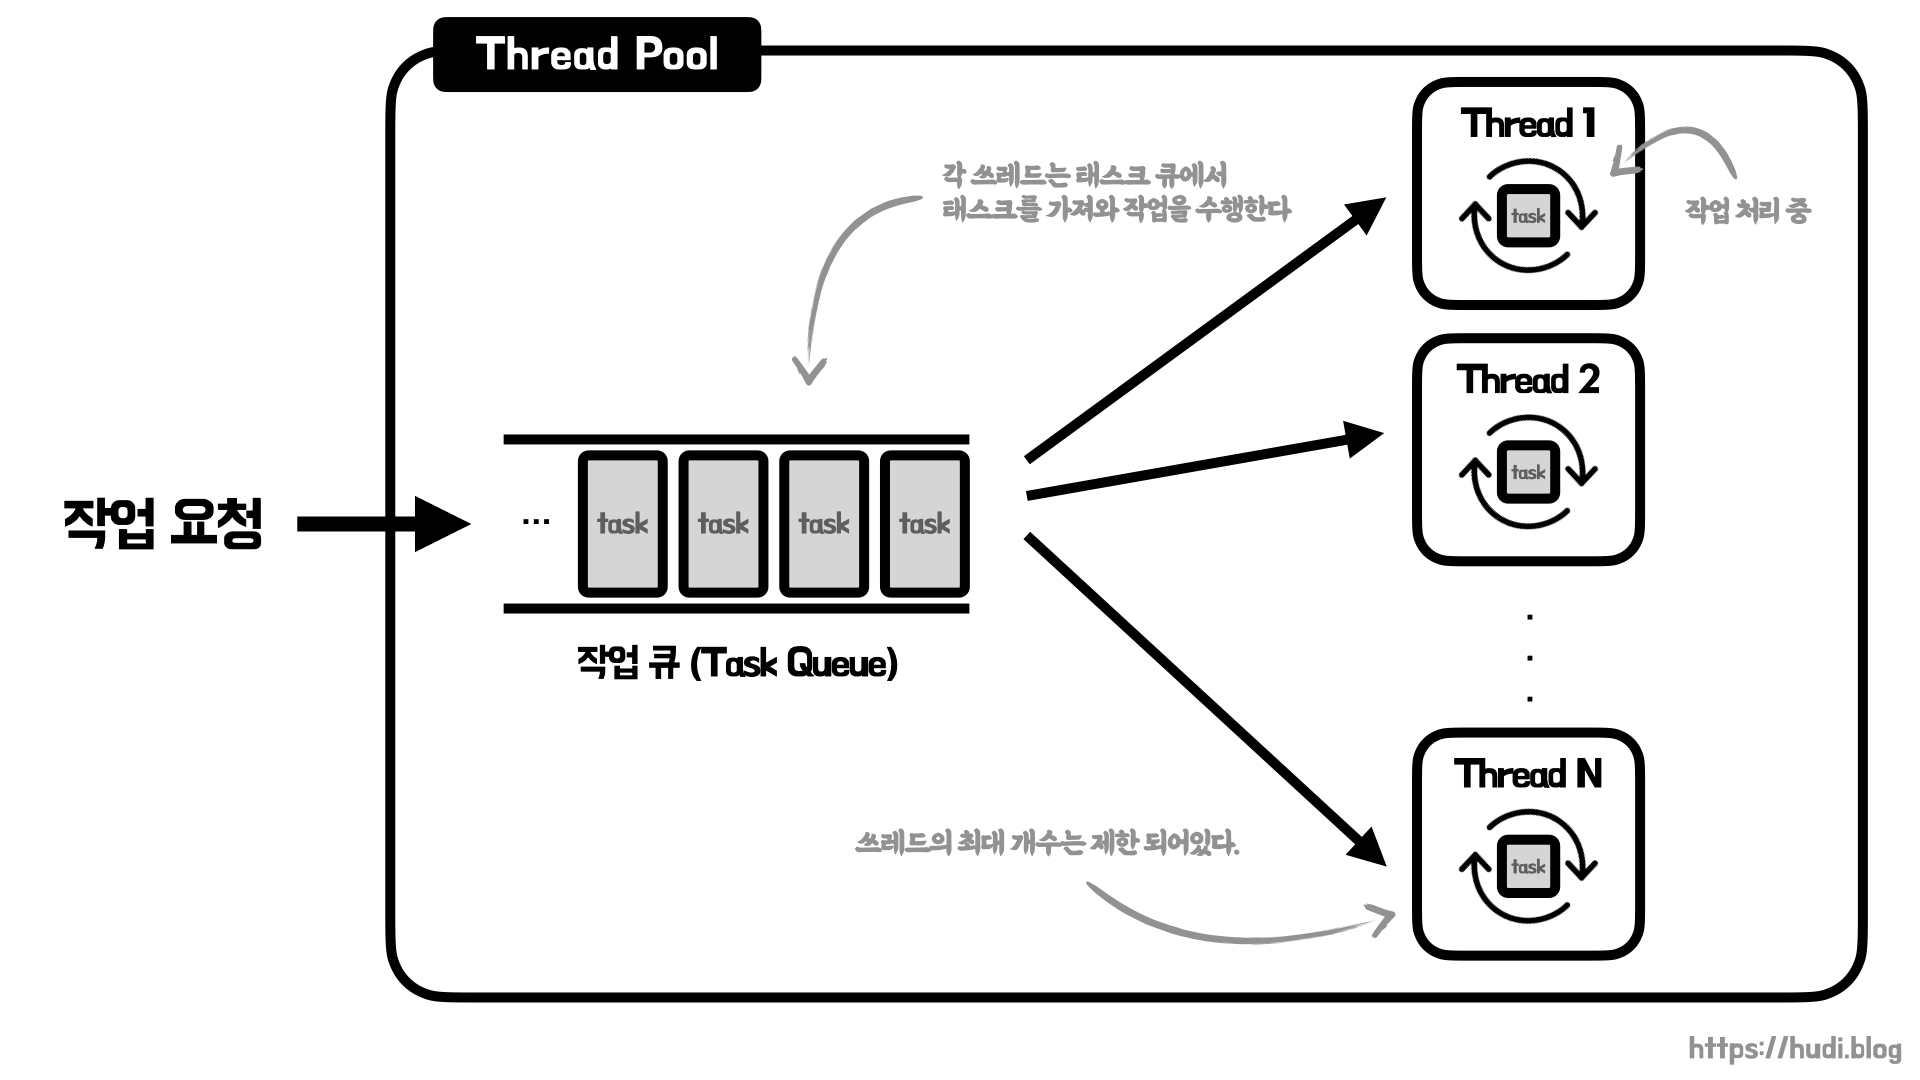 Thread Pool
Thread 1
task
작업 처리 중
각 쓰레드는 태스크 큐에서
태스크를 가져와 작업을 수행한다
Thread 2
task
작업 요청
...
task
task
task
task
작업 큐 (Task Queue)
.
.
.
Thread N
task
쓰레드의 최대 개수는 제한 되어있다.
https://hudi.blog